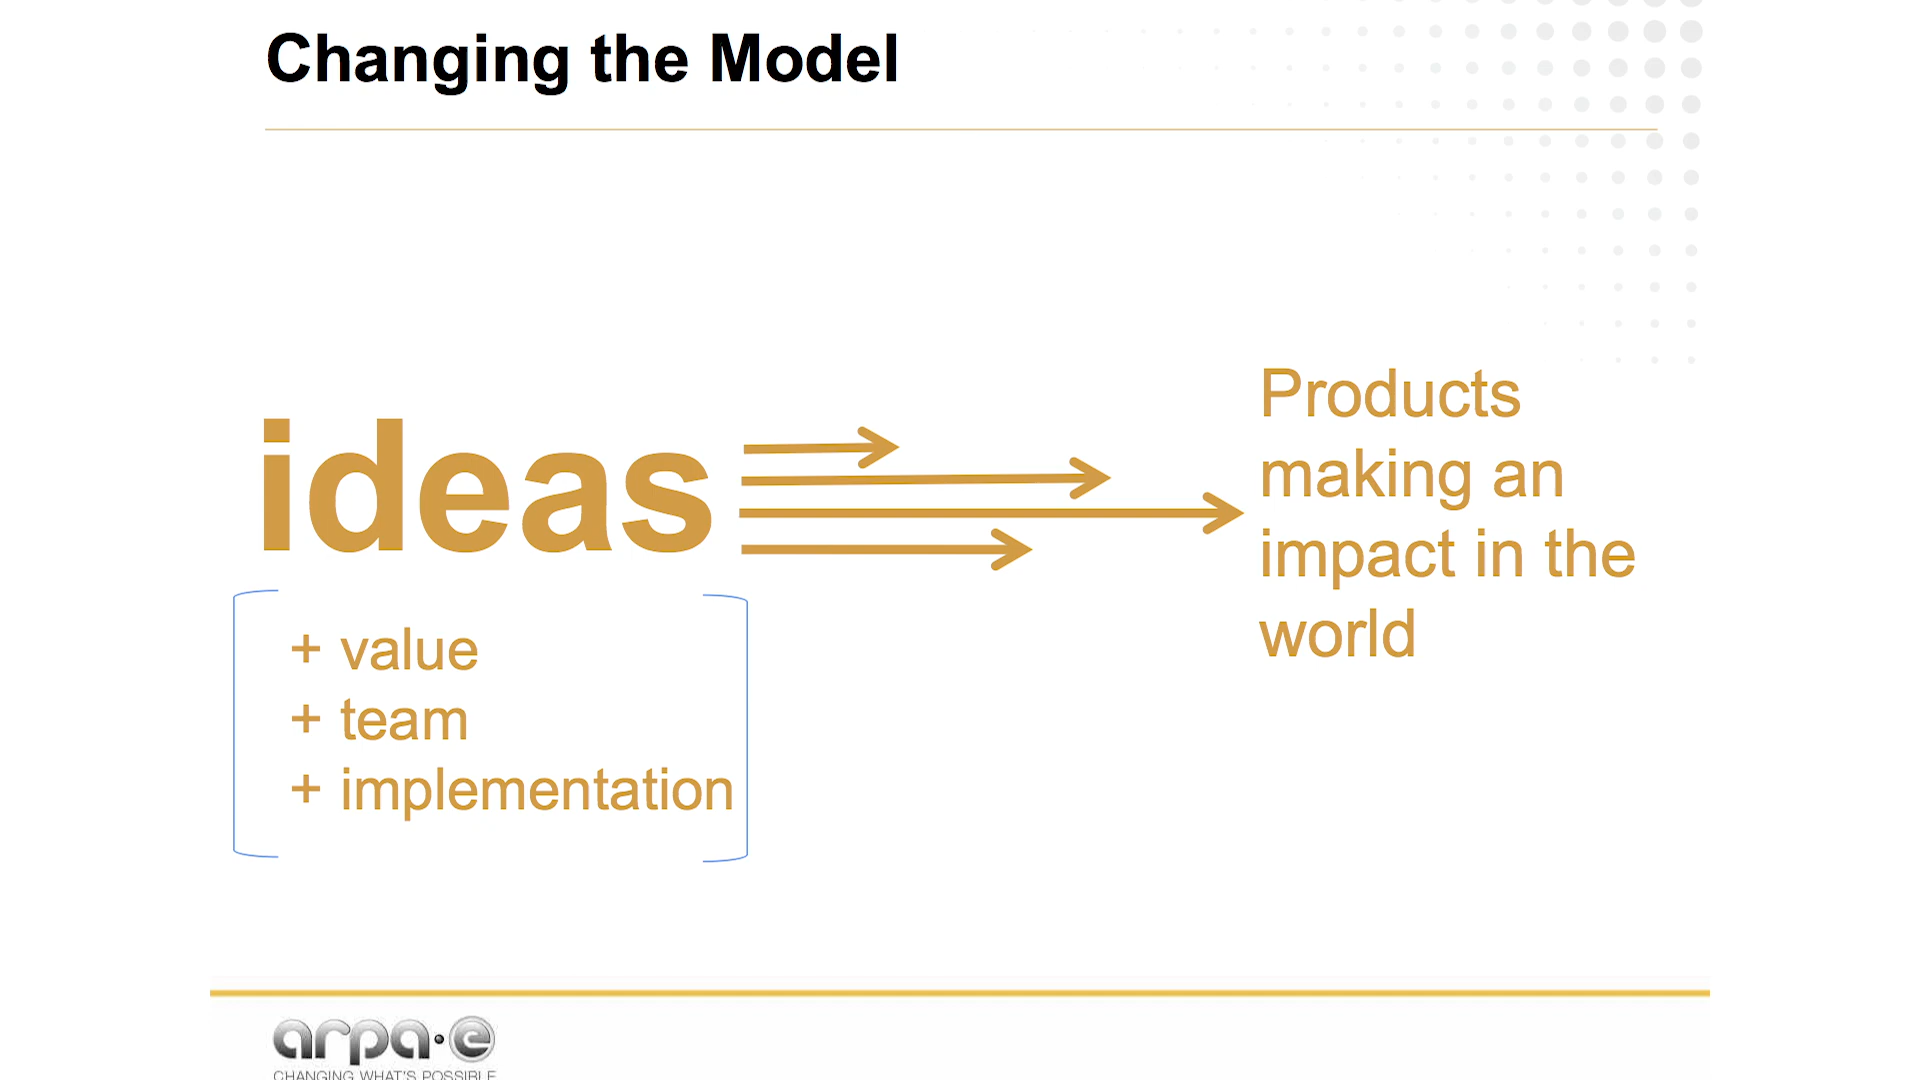 Changing the Model
ideas
+ value
+ team
+ implementation
Products
making an
impact in the
world
arpa·e
CHANGING WHAT'S POSSIBLE